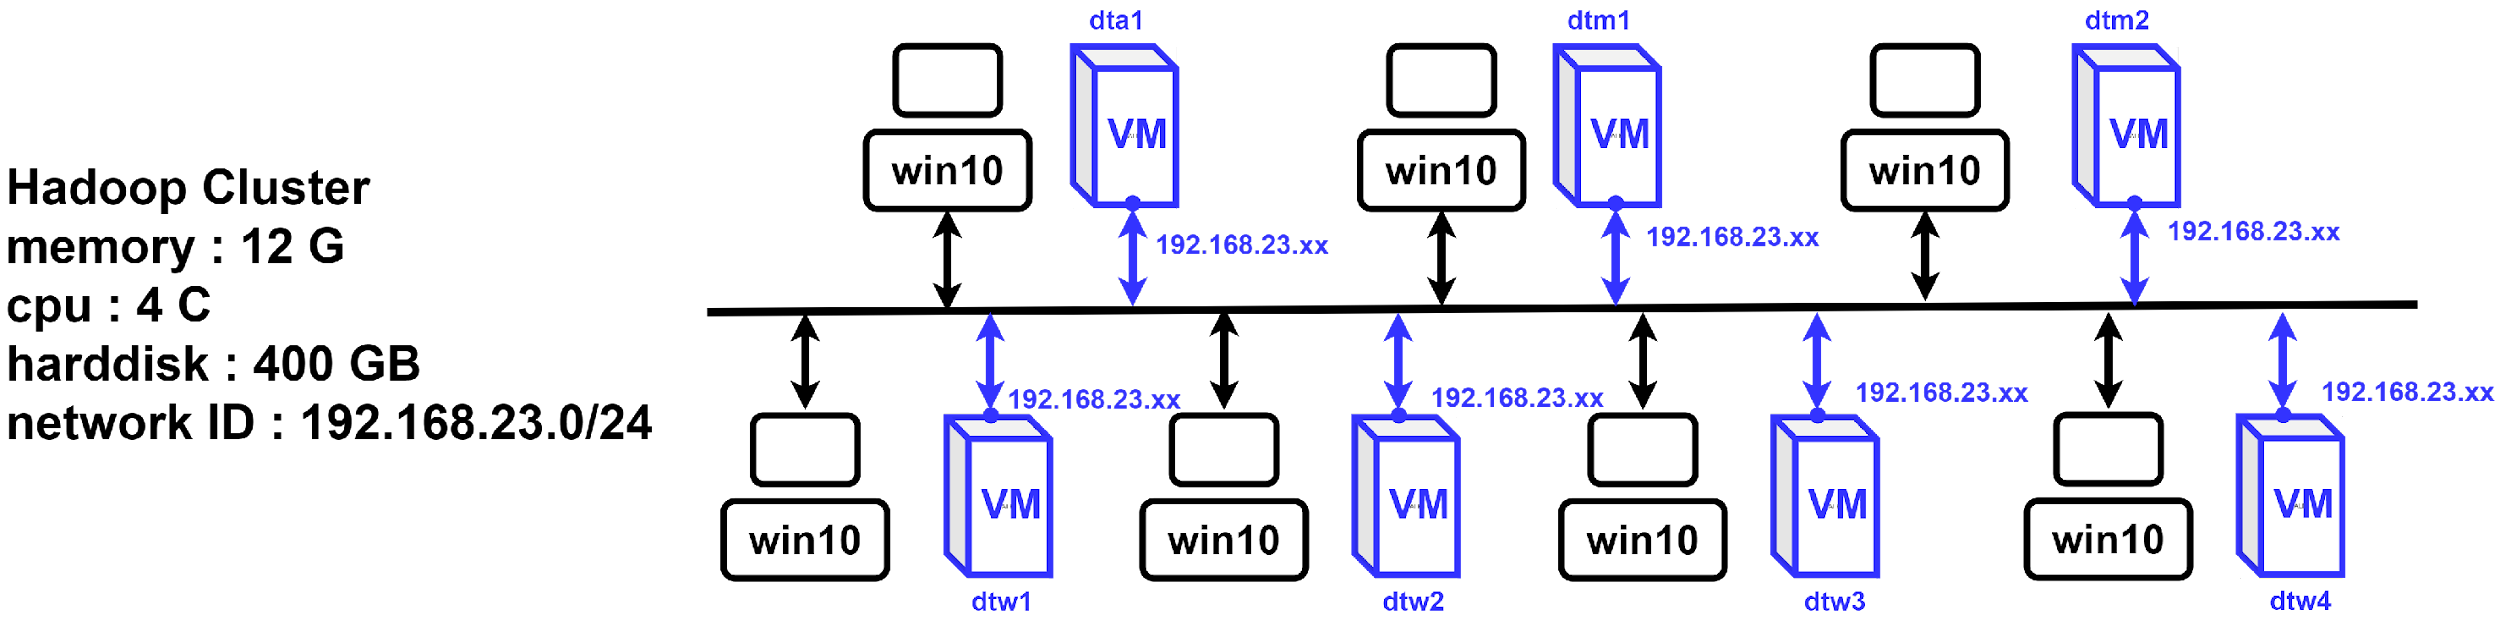 Hadoop Cluster
memory : 12 G
cpu : 4 C
harddisk : 400 GB
network ID : 192.168.23.0/24
dta1
dtm1
dtm2
VM
VM
VM
win10
win10
win10
192.168.23.xx
192.168.23.xx
192.168.23.xx
192.168.23.xx
192.168.23.xx
192.168.23.xx
192.168.23.xx
VM
VM
VM
VM
win10
win10
win10
win10
dtw1
dtw2
dtw3
dtw4